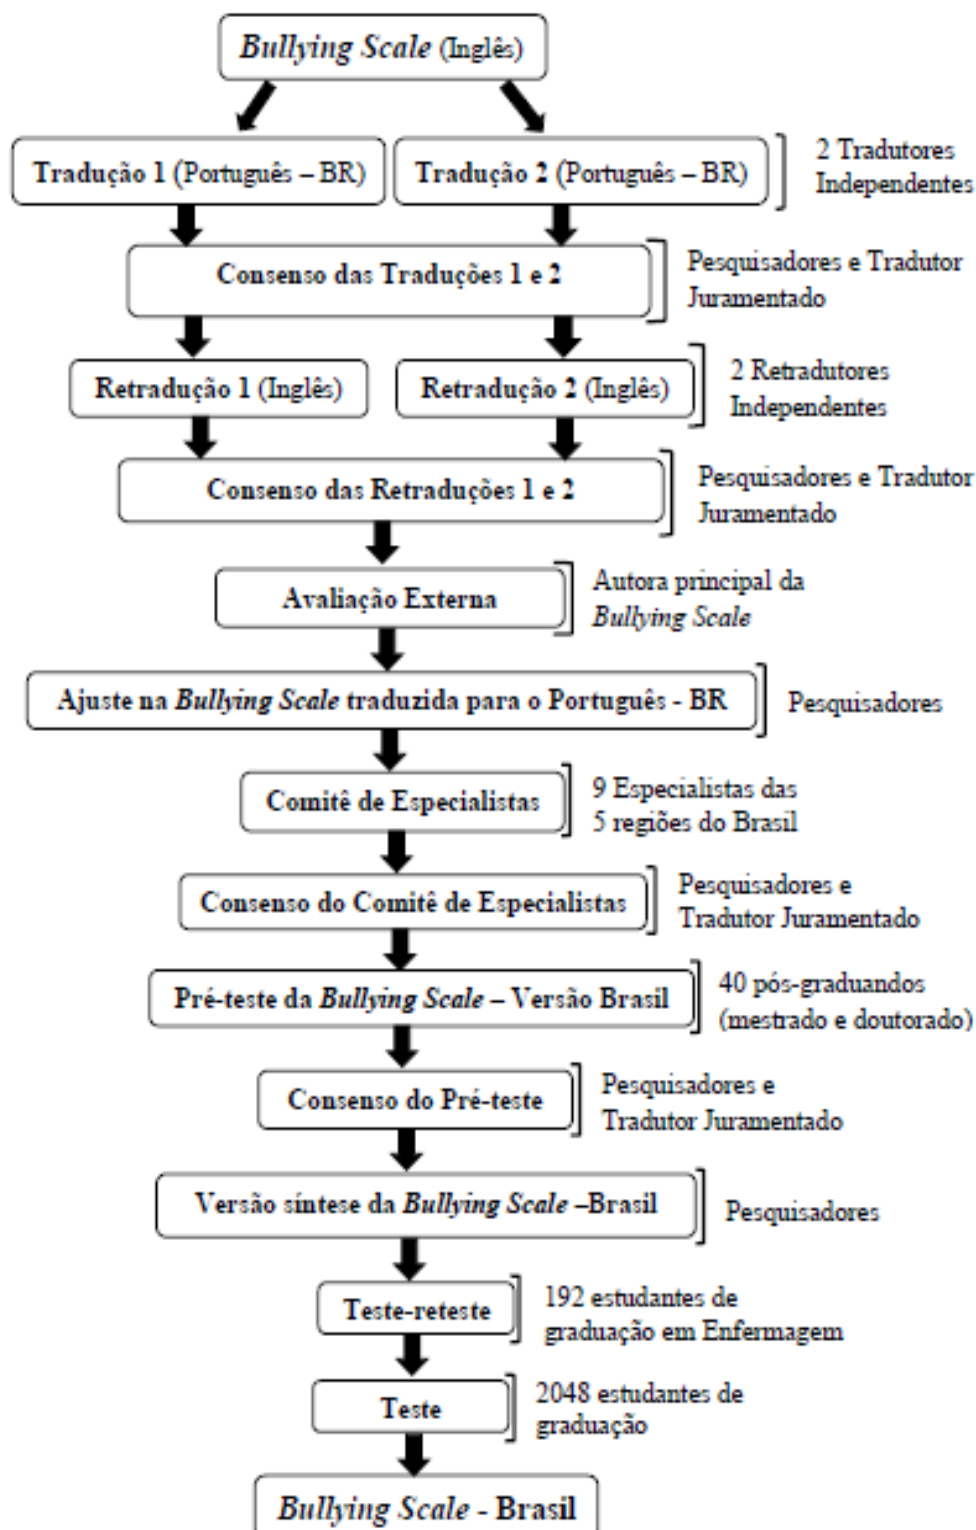 Bullying Scale (Inglês)
Tradução 1 (Português – BR)
Tradução 2 (Português – BR)
2 Tradutores
Independentes
Consenso das Traduções 1 e 2
Pesquisadores e Tradutor
Juramentado
Retradução 1 (Inglês)
Retradução 2 (Inglês)
2 Retradutores
Independentes
Consenso das Retraduções 1 e 2
Pesquisadores e Tradutor
Juramentado
Avaliação Externa
Autora principal da
Bullying Scale
Ajuste na Bullying Scale traduzida para o Português - BR
Pesquisadores
Comitê de Especialistas
9 Especialistas das
5 regiões do Brasil
Consenso do Comitê de Especialistas
Pesquisadores e
Tradutor Juramentado
Pré-teste da Bullying Scale – Versão Brasil
40 pós-graduandos
(mestrado e doutorado)
Consenso do Pré-teste
Pesquisadores e
Tradutor Juramentado
Versão síntese da Bullying Scale –Brasil
Pesquisadores
Teste-reteste
192 estudantes de
graduação em Enfermagem
Teste
2048 estudantes de
graduação
Bullying Scale - Brasil